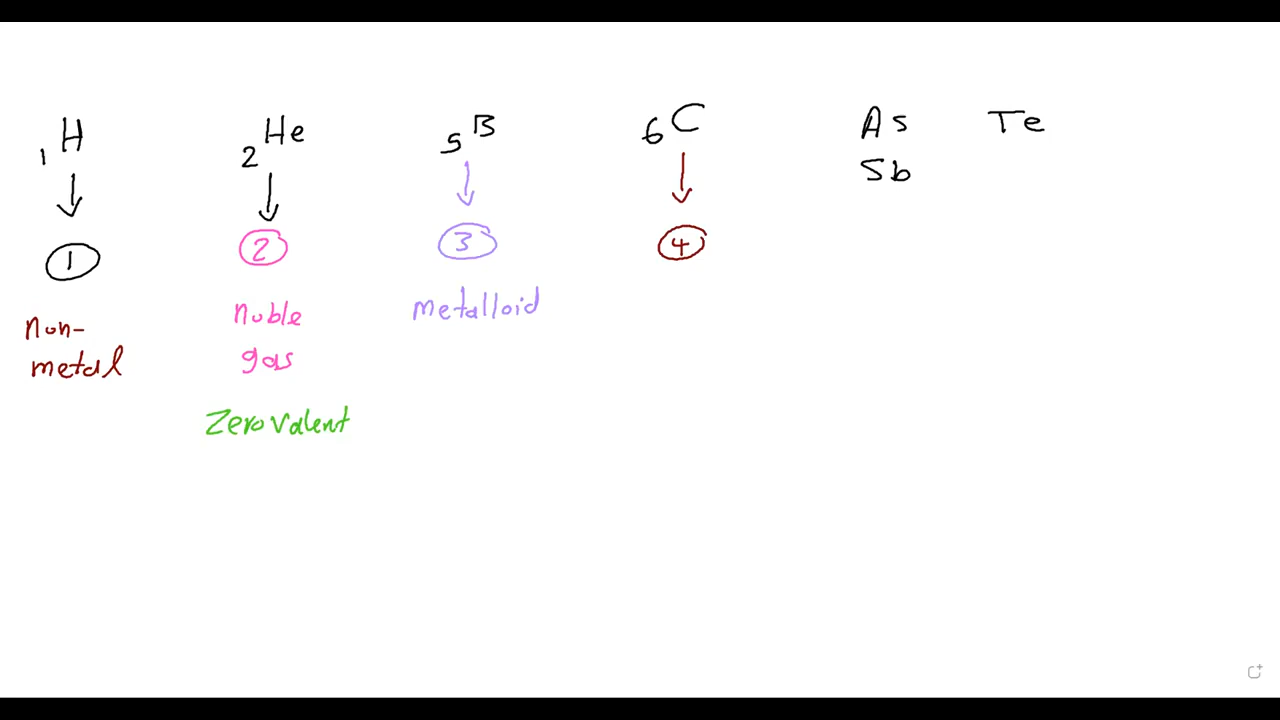 1H 2He 5B 6C As Te
Sb
1 2 3 4
non-
metal
noble
gas
zerovalent
metalloid